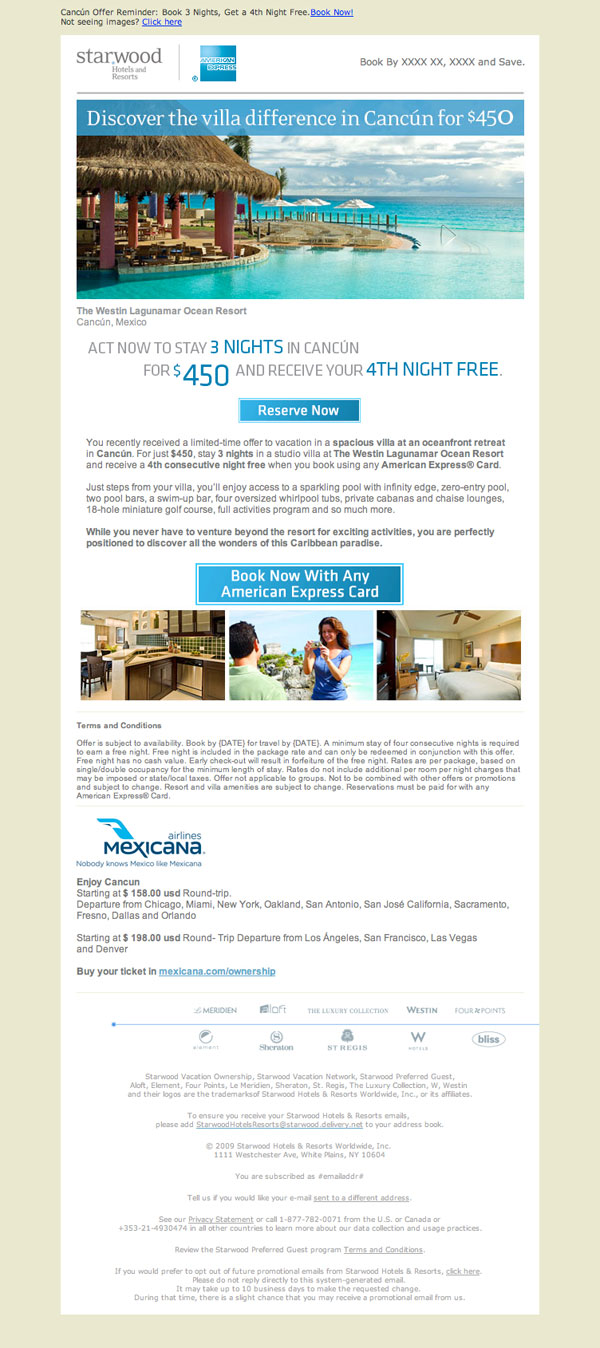 Cancún Offer Reminder: Book 3 Nights, Get a 4th Night Free.Book Now!
Not seeing images? Click here
starwood
Hotels and
Resorts
AMERICAN
EXPRESS
©
Book By XXXX XX, XXXX and Save.
Discover the villa difference in Cancún for $450
The Westin Lagunamar Ocean Resort
Cancún, Mexico
ACT NOW TO STAY 3 NIGHTS IN CANCÚN
FOR $450 AND RECEIVE YOUR 4TH NIGHT FREE.
Reserve Now
You recently received a limited-time offer to vacation in a spacious villa at an oceanfront retreat
in Cancún. For just $450, stay 3 nights in a studio villa at The Westin Lagunamar Ocean Resort
and receive a 4th consecutive night free when you book using any American Express® Card.
Just steps from your villa, you'll enjoy access to a sparkling pool with infinity edge, zero-entry pool,
two pool bars, a swim-up bar, four oversized whirlpool tubs, private cabanas and chaise lounges,
18-hole miniature golf course, full activities program and so much more.
While you never have to venture beyond the resort for exciting activities, you are perfectly
positioned to discover all the wonders of this Caribbean paradise.
Book Now With Any
American Express Card
Terms and Conditions
Offer is subject to availability. Book by {DATE} for travel by {DATE}. A minimum stay of four consecutive nights is required
to earn a free night. Free night is included in the package rate and can only be redeemed in conjunction with this offer.
Free night has no cash value. Early check-out will result in forfeiture of the free night. Rates are per package, based on
single/double occupancy for the minimum length of stay. Rates do not include additional per room per night charges that
may be imposed or state/local taxes. Offer not applicable to groups. Not to be combined with other offers or promotions
and subject to change. Resort and villa amenities are subject to change. Reservations must be paid for with any
American Express® Card.
airlines
MEXICANA.
Nobody knows Mexico like Mexicana
Enjoy Cancun
Starting at $ 158.00 usd Round-trip.
Departure from Chicago, Miami, New York, Oakland, San Antonio, San José California, Sacramento,
Fresno, Dallas and Orlando
Starting at $ 198.00 usd Round- Trip Departure from Los Ángeles, San Francisco, Las Vegas
and Denver
Buy your ticket in mexicana.com/ownership
LE MERIDIEN aloft THE LUXURY COLLECTION WESTIN FOUR POINTS
element Sheraton ST REGIS W HOTELS bliss
Starwood Vacation Ownership, Starwood Vacation Network, Starwood Preferred Guest,
Aloft, Element, Four Points, Le Meridien, Sheraton, St. Regis, The Luxury Collection, W, Westin
and their logos are the trademarksof Starwood Hotels & Resorts Worldwide, Inc., or its affiliates.
To ensure you receive your Starwood Hotels & Resorts emails,
please add StarwoodHotelsResorts@starwood.delivery.net to your address book.
© 2009 Starwood Hotels & Resorts Worldwide, Inc.
1111 Westchester Ave, White Plains, NY 10604
You are subscribed as #emailaddr#
Tell us if you would like your e-mail sent to a different address.
See our Privacy Statement or call 1-877-782-0071 from the U.S. or Canada or
+353-21-4930474 in all other countries to learn more about our data collection and usage practices.
Review the Starwood Preferred Guest program Terms and Conditions.
If you would prefer to opt out of future promotional emails from Starwood Hotels & Resorts, click here.
Please do not reply directly to this system-generated email.
It may take up to 10 business days to make the requested change.
During that time, there is a slight chance that you may receive a promotional email from us.